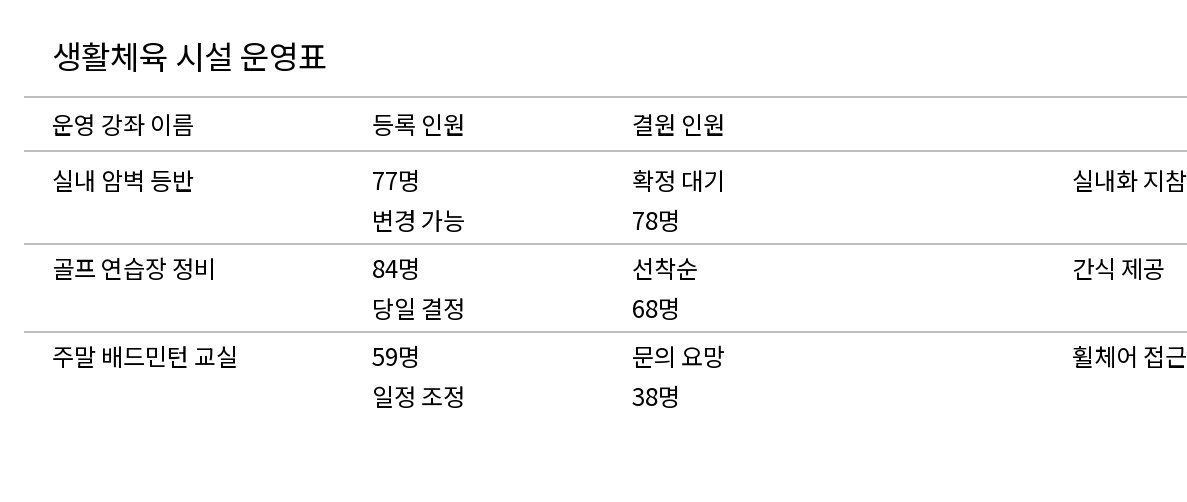 생활체육 시설 운영표
운영 강좌 이름 등록 인원 결원 인원
실내 암벽 등반 77명 확정 대기 실내화 지참
변경 가능 78명
골프 연습장 정비 84명 선착순 간식 제공
당일 결정 68명
주말 배드민턴 교실 59명 문의 요망 휠체어 접근
일정 조정 38명